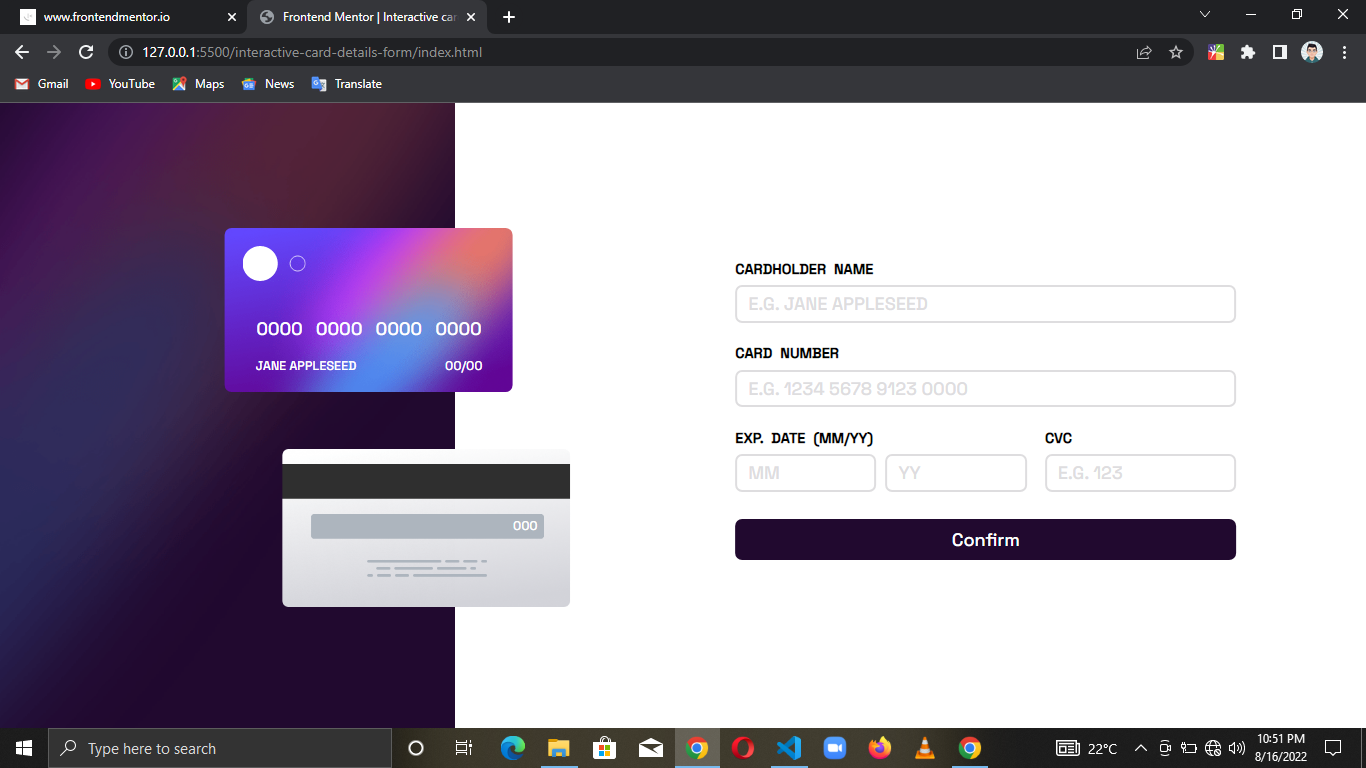 www.frontendmentor.io
Frontend Mentor | Interactive car
127.0.0.1:5500/interactive-card-details-form/index.html
Gmail YouTube Maps News Translate
0000 0000 0000 0000
JANE APPLESEED 00/00
000
CARDHOLDER NAME
E.G. JANE APPLESEED
CARD NUMBER
E.G. 1234 5678 9123 0000
EXP. DATE (MM/YY) CVC
MM YY E.G. 123
Confirm
Type here to search
22°C
10:51 PM
8/16/2022